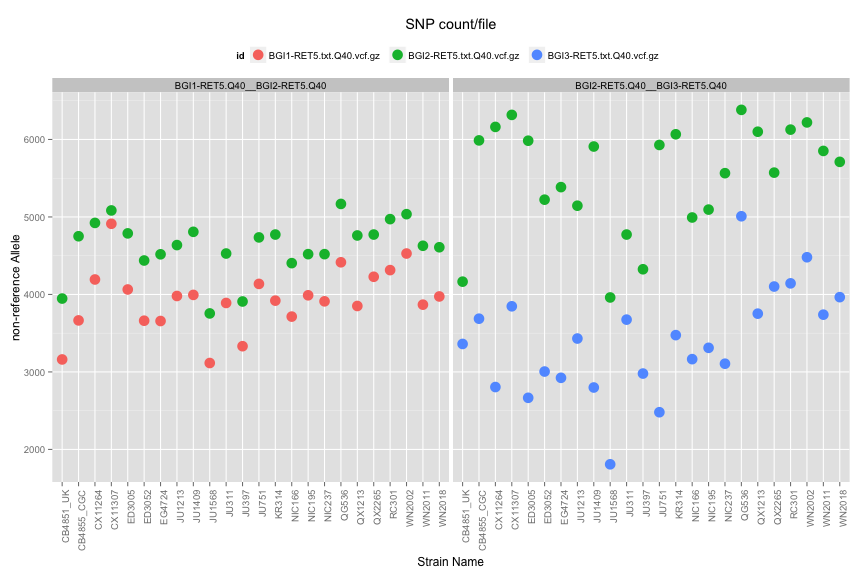 SNP count/file
id BGI1-RET5.txt.Q40.vcf.gz BGI2-RET5.txt.Q40.vcf.gz BGI3-RET5.txt.Q40.vcf.gz
BGI1-RET5.Q40__BGI2-RET5.Q40 BGI2-RET5.Q40__BGI3-RET5.Q40
non-reference Allele
6000
5000
4000
3000
2000
CB4851_UK
CB4855_CGC
CX11264
CX11307
ED3005
ED3052
EG4724
JU1213
JU1409
JU1568
JU311
JU397
JU751
KR314
NIC166
NIC195
NIC237
QG536
QX1213
QX2265
RC301
WN2002
WN2011
WN2018
CB4851_UK
CB4855_CGC
CX11264
CX11307
ED3005
ED3052
EG4724
JU1213
JU1409
JU1568
JU311
JU397
JU751
KR314
NIC166
NIC195
NIC237
QG536
QX1213
QX2265
RC301
WN2002
WN2011
WN2018
Strain Name